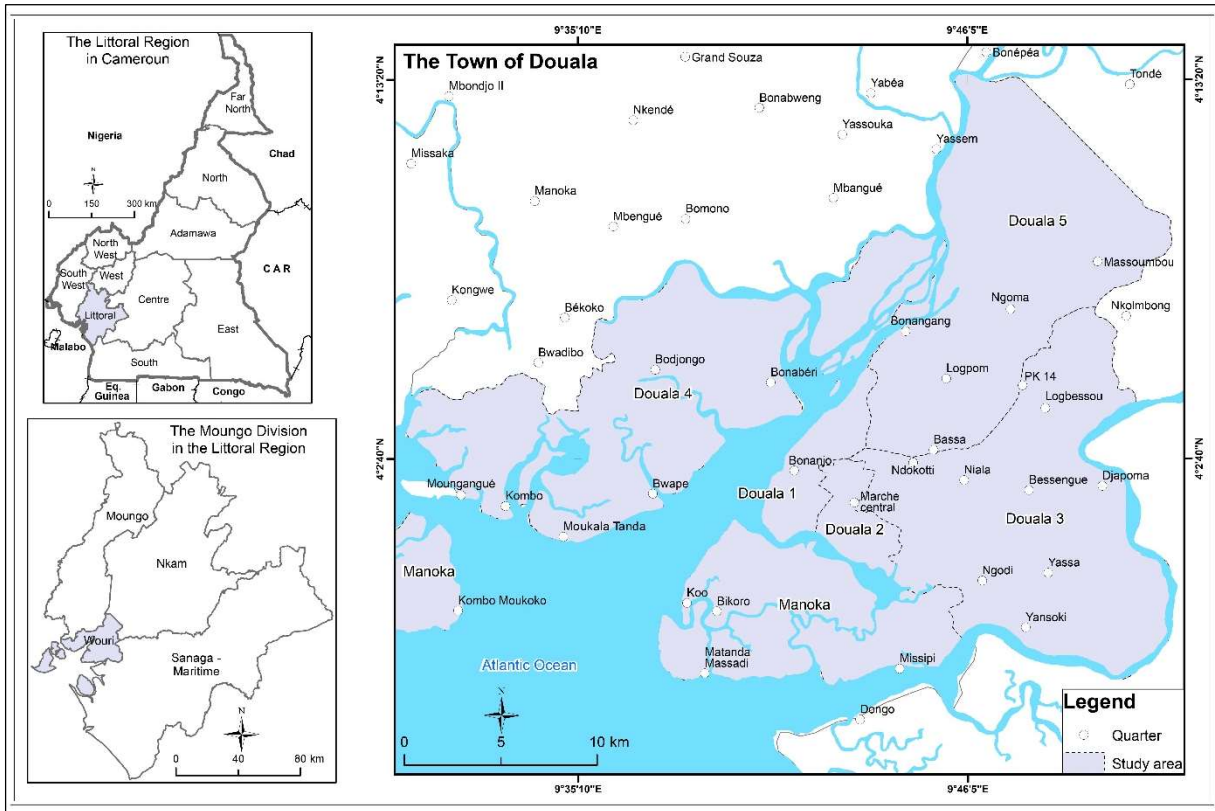 The Littoral Region
in Cameroun
Far
North
Nigeria
Chad
N
North
0 150 300 km
Adamawa
North
West
South
West
West
C A R
Centre
Littoral
East
Malabo
South
Eq.
Guinea
Gabon
Congo
The Moungo Division
in the Littoral Region
Moungo
Nkam
Wouri
Sanaga -
Maritime
N
0 40 80 km
9°35'10"E
9°46'5"E
4°13'20"N
4°13'20"N
The Town of Douala
Grand Souza
Bonépéa
Tondé
Mbondjo II
Yabéa
Nkendé
Bonabweng
Yassouka
Yassem
Missaka
Manoka
Mbangué
Mbengué
Bomono
Douala 5
Massoumbou
Kongwe
Békoko
Ngoma
Nkolmbong
Bonangang
Bwadibo
Bodjongo
Bonabéri
Logpom
PK 14
Douala 4
Logbessou
4°2'40"N
4°2'40"N
Bassa
Bonanjo
Ndokotti
Niala
Moungangué
Kombo
Bwape
Douala 1
Marche
central
Bessengue
Djapoma
Douala 3
Moukala Tanda
Douala 2
Manoka
Ngodi
Yassa
Kombo Moukoko
Koo
Bikoro
Manoka
Yansoki
Atlantic Ocean
Matanda
Massadi
Missipi
N
Dongo
0 5 10 km
Legend
Quarter
Study area
9°35'10"E
9°46'5"E